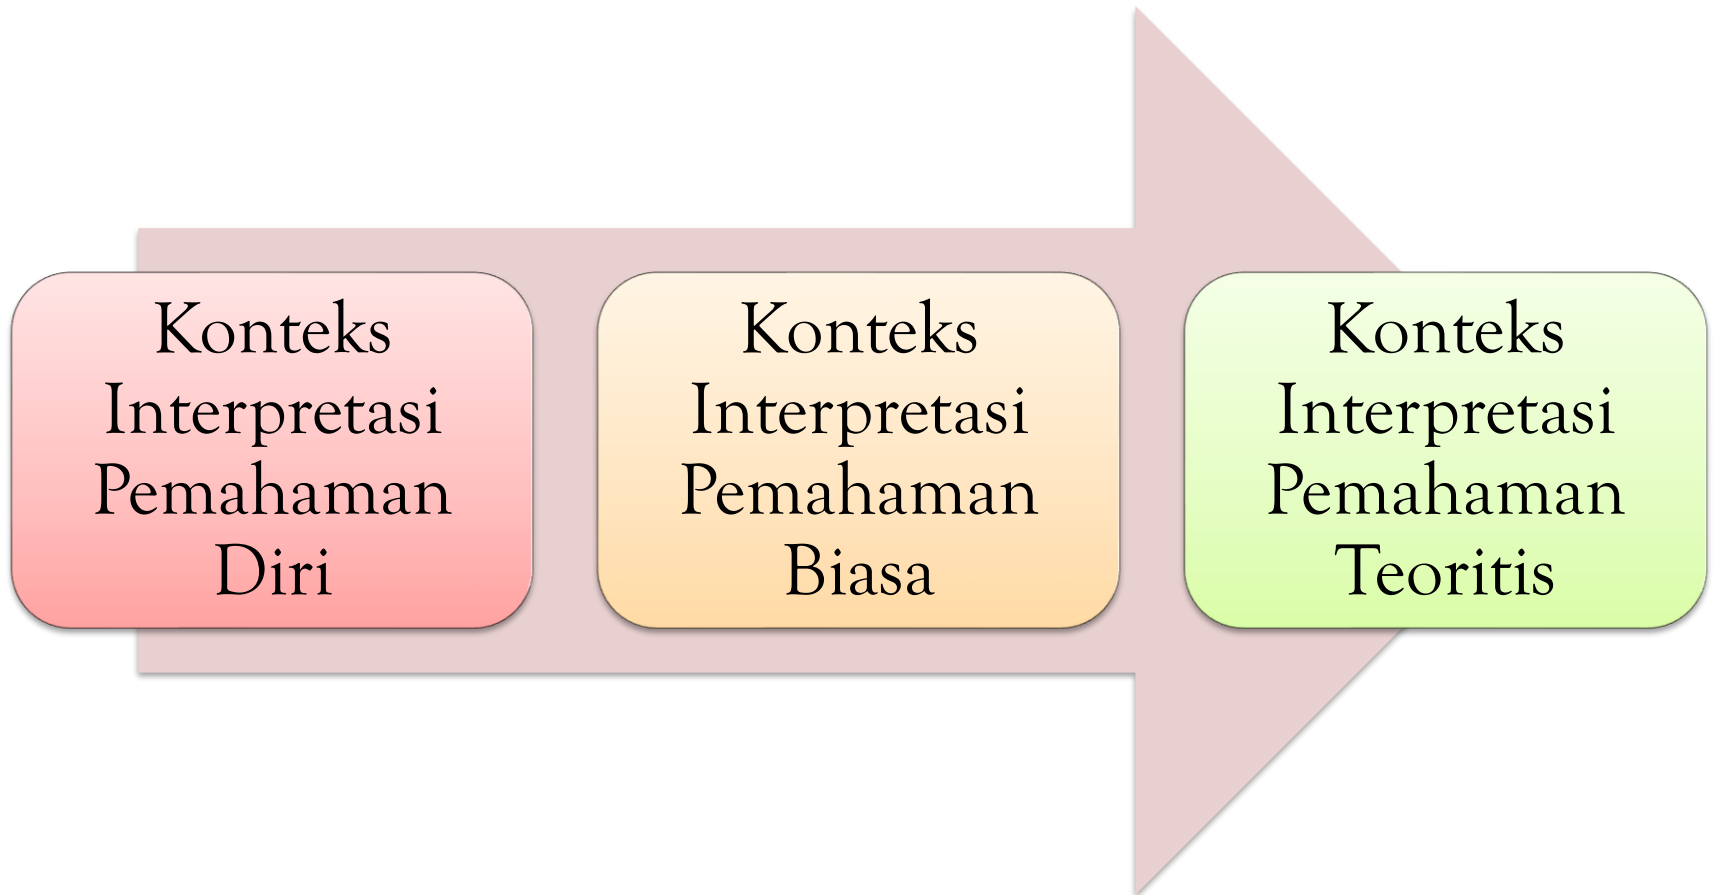 Konteks
Interpretasi
Pemahaman
Diri
Konteks
Interpretasi
Pemahaman
Biasa
Konteks
Interpretasi
Pemahaman
Teoritis